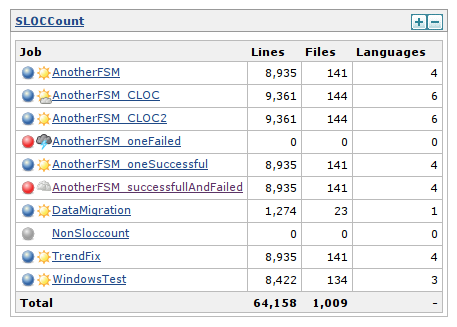 SLOCCount
Job Lines Files Languages
AnotherFSM 8,935 141 4
AnotherFSM_CLOC 9,361 144 6
AnotherFSM_CLOC2 9,361 144 6
AnotherFSM_oneFailed 0 0 0
AnotherFSM_oneSuccessful 8,935 141 4
AnotherFSM_successfullAndFailed 8,935 141 4
DataMigration 1,274 23 1
NonSloccount 0 0 0
TrendFix 8,935 141 4
WindowsTest 8,422 134 3
Total 64,158 1,009 -